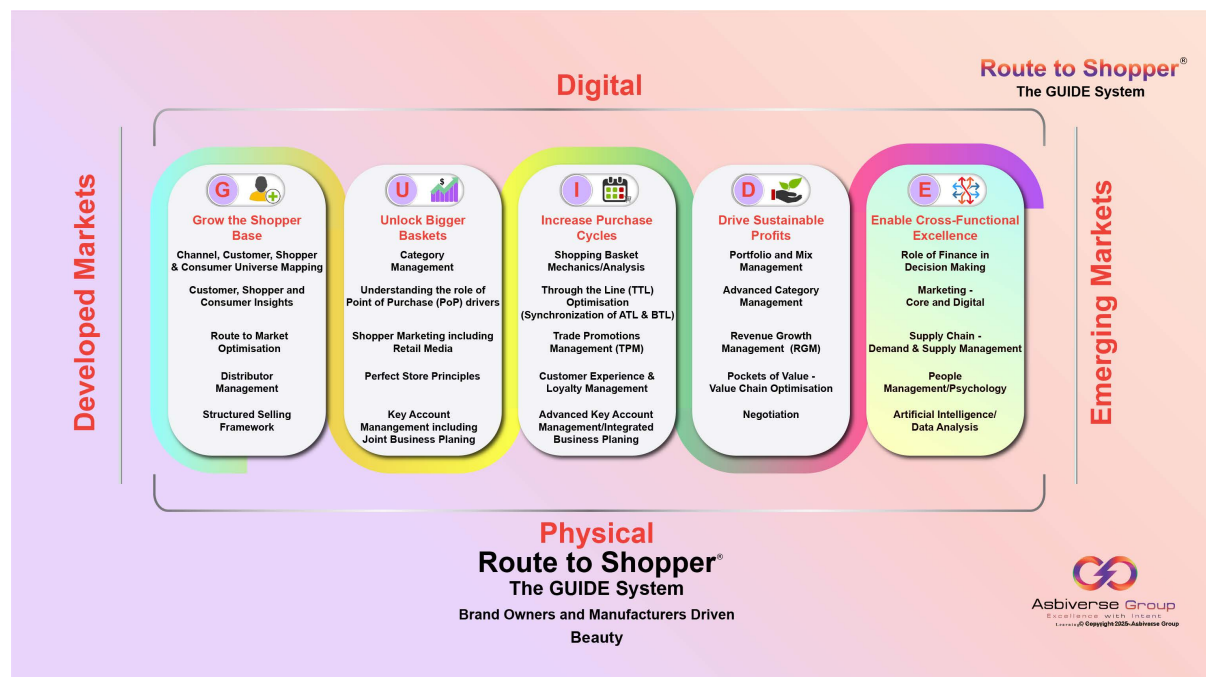 Route to Shopper®
The GUIDE System
Digital
Developed Markets
Emerging Markets
G
Grow the Shopper
Base
Channel, Customer, Shopper
& Consumer Universe Mapping
Customer, Shopper and
Consumer Insights
Route to Market
Optimisation
Distributor
Management
Structured Selling
Framework
U
$
Unlock Bigger
Baskets
Category
Management
Understanding the role of
Point of Purchase (PoP) drivers
Shopper Marketing including
Retail Media
Perfect Store Principles
Key Account
Manangement including
Joint Business Planing
I
Increase Purchase
Cycles
Shopping Basket
Mechanics/Analysis
Through the Line (TTL)
Optimisation
(Synchronization of ATL & BTL)
Trade Promotions
Management (TPM)
Customer Experience &
Loyalty Management
Advanced Key Account
Management/Integrated
Business Planing
D
Drive Sustainable
Profits
Portfolio and Mix
Management
Advanced Category
Management
Revenue Growth
Management (RGM)
Pockets of Value -
Value Chain Optimisation
Negotiation
E
Enable Cross-Functional
Excellence
Role of Finance in
Decision Making
Marketing -
Core and Digital
Supply Chain -
Demand & Supply Management
People
Management/Psychology
Artificial Intelligence/
Data Analysis
Physical
Route to Shopper®
The GUIDE System
Brand Owners and Manufacturers Driven
Beauty
Asbiverse Group
Excellence with Intent
© Copyright 2025 Asbiverse Group